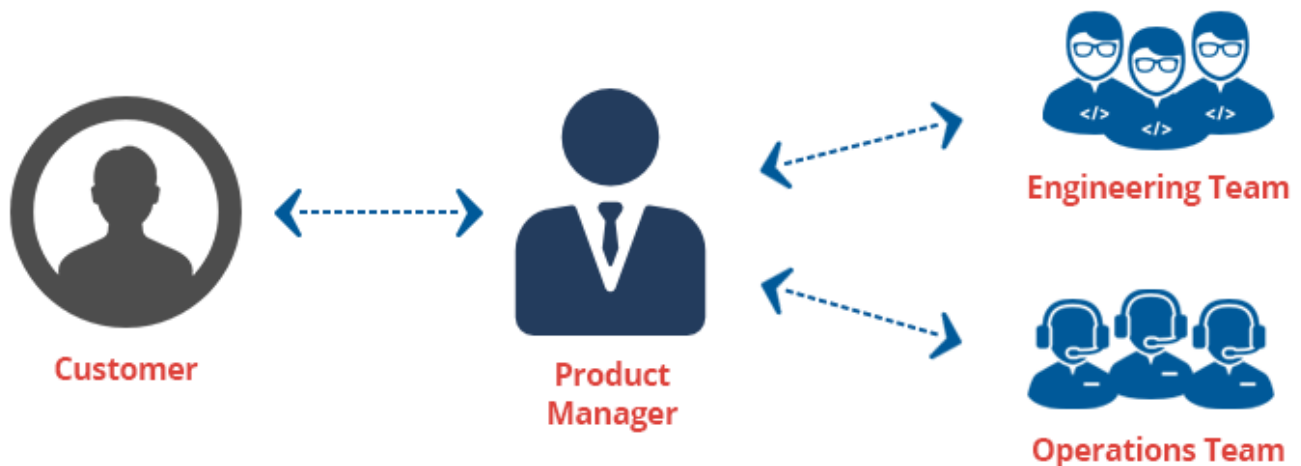 </>
</>
</>
Engineering Team
Customer
Product
Manager
Operations Team